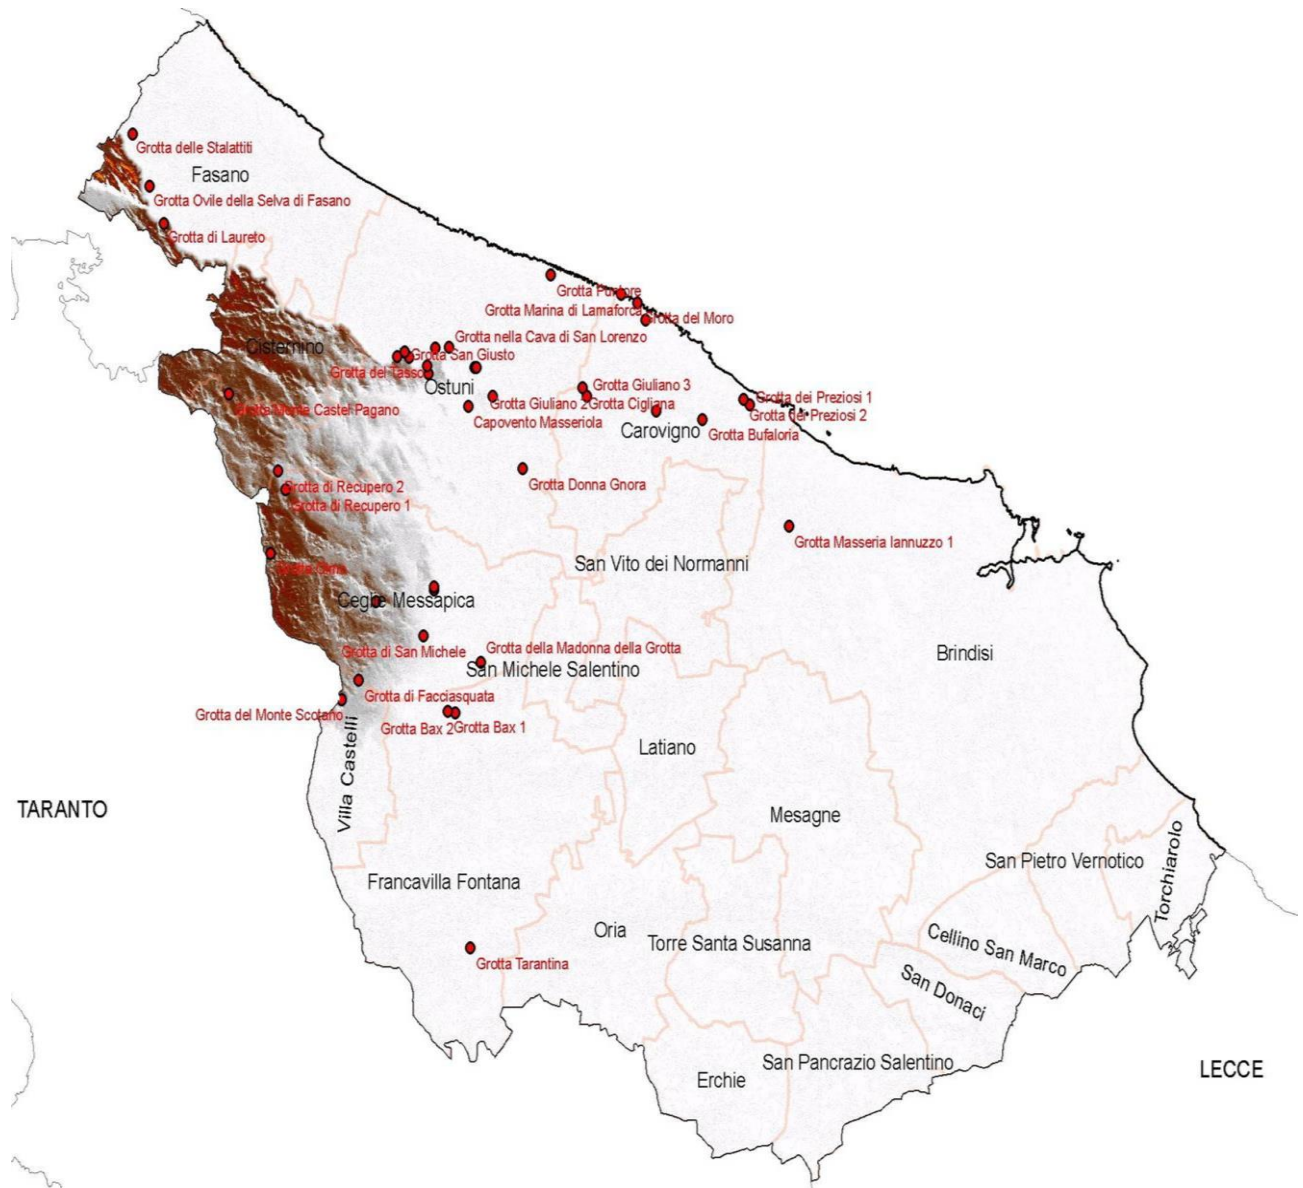 Grotta delle Stalattiti
Fasano
Grotta Ovile della Selva di Fasano
Grotta di Laureto
Grotta Puntore
Grotta Marina di Lamaforca
Grotta del Moro
Grotta nella Cava di San Lorenzo
Cisternino
Grotta San Giusto
Grotta del Tasso
Ostuni
Grotta Giuliano 3
Grotta Giuliano 2
Grotta Cigliana
Grotta dei Preziosi 1
Grotta dei Preziosi 2
Grotta Monte Castel Pagano
Capovento Masseriola
Carovigno
Grotta Bufaloria
Grotta Donna Gnora
Grotta di Recupero 2
Grotta di Recupero 1
Grotta Masseria Iannuzzo 1
San Vito dei Normanni
Grotta
Ceglie Messapica
Grotta di San Michele
Grotta della Madonna della Grotta
San Michele Salentino
Brindisi
Grotta di Facciasquata
Grotta del Monte Scotano
Grotta Bax 2
Grotta Bax 1
Latiano
Villa Castelli
TARANTO
Mesagne
San Pietro Vernotico
Torchiarolo
Francavilla Fontana
Oria
Torre Santa Susanna
Cellino San Marco
Grotta Tarantina
San Donaci
San Pancrazio Salentino
Erchie
LECCE